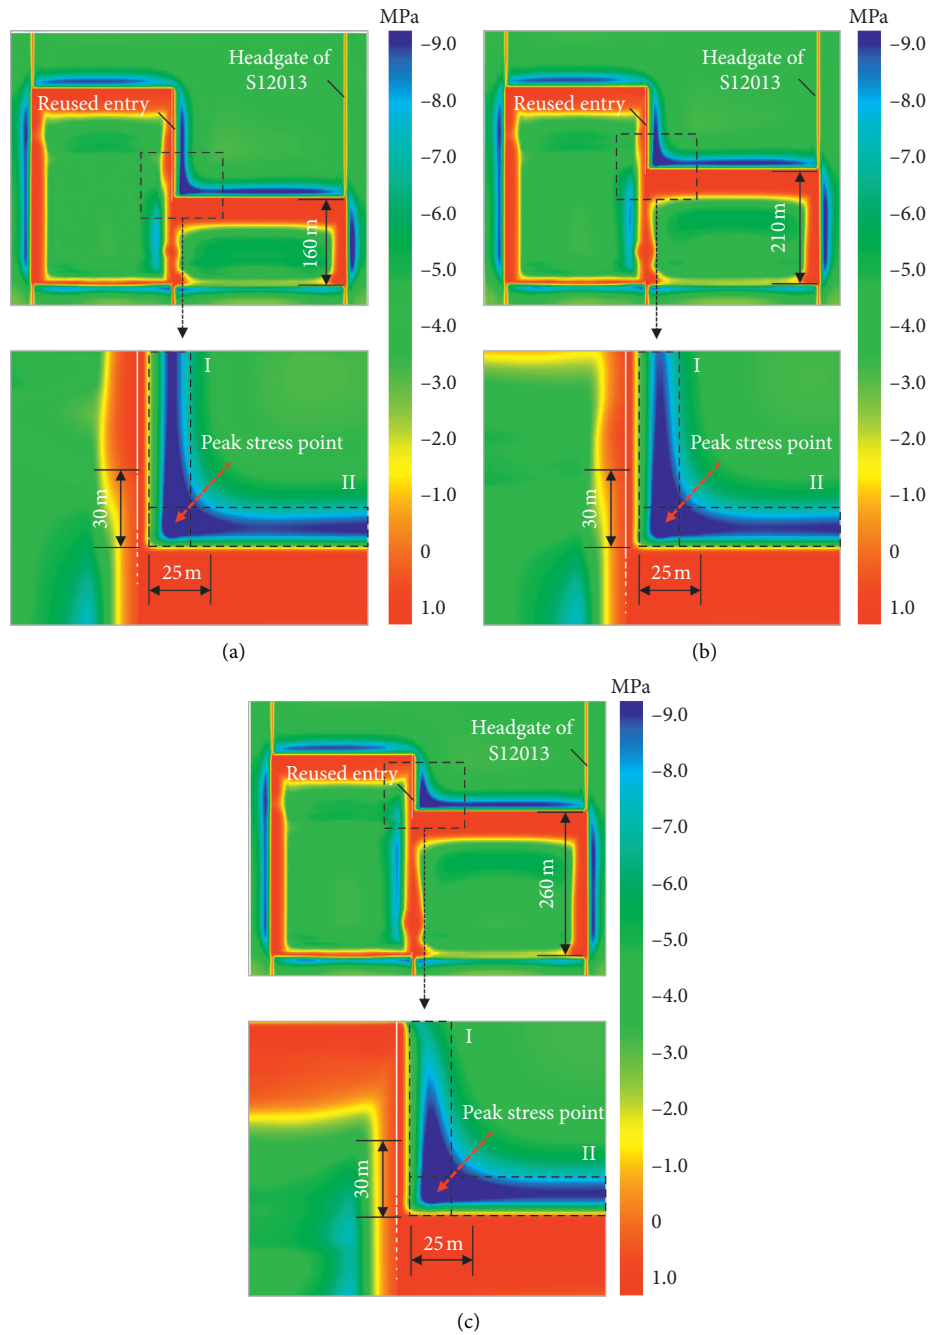 MPa
Headgate of
S12013
Reused entry
160 m
–9.0
–8.0
–7.0
–6.0
–5.0
–4.0
–3.0
–2.0
–1.0
0
1.0
I
Peak stress point
II
30 m
25 m
(a)
MPa
Headgate of
S12013
Reused entry
210 m
–9.0
–8.0
–7.0
–6.0
–5.0
–4.0
–3.0
–2.0
–1.0
0
1.0
I
Peak stress point
II
30 m
25 m
(b)
MPa
Headgate of
S12013
Reused entry
260 m
–9.0
–8.0
–7.0
–6.0
–5.0
–4.0
–3.0
–2.0
–1.0
0
1.0
I
Peak stress point
II
30 m
25 m
(c)